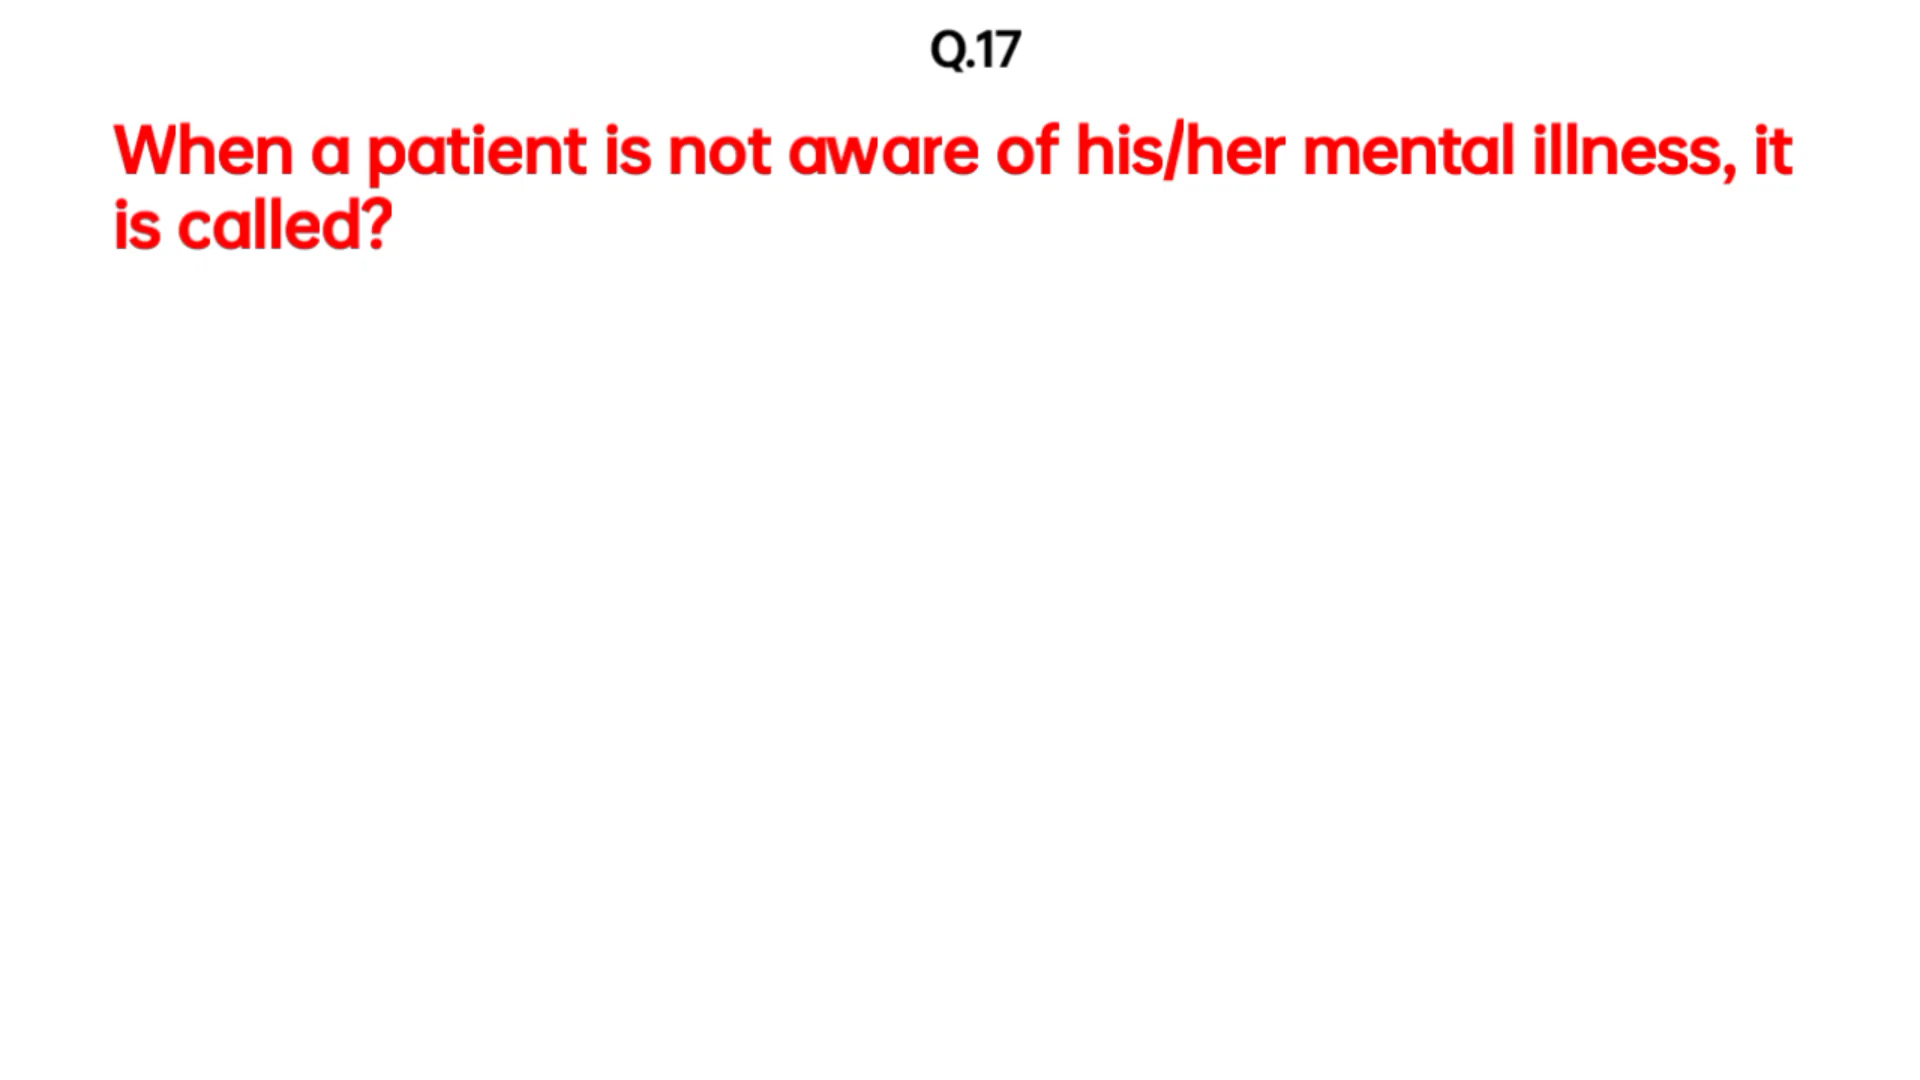 Q.17
When a patient is not aware of his/her mental illness, it
is called?